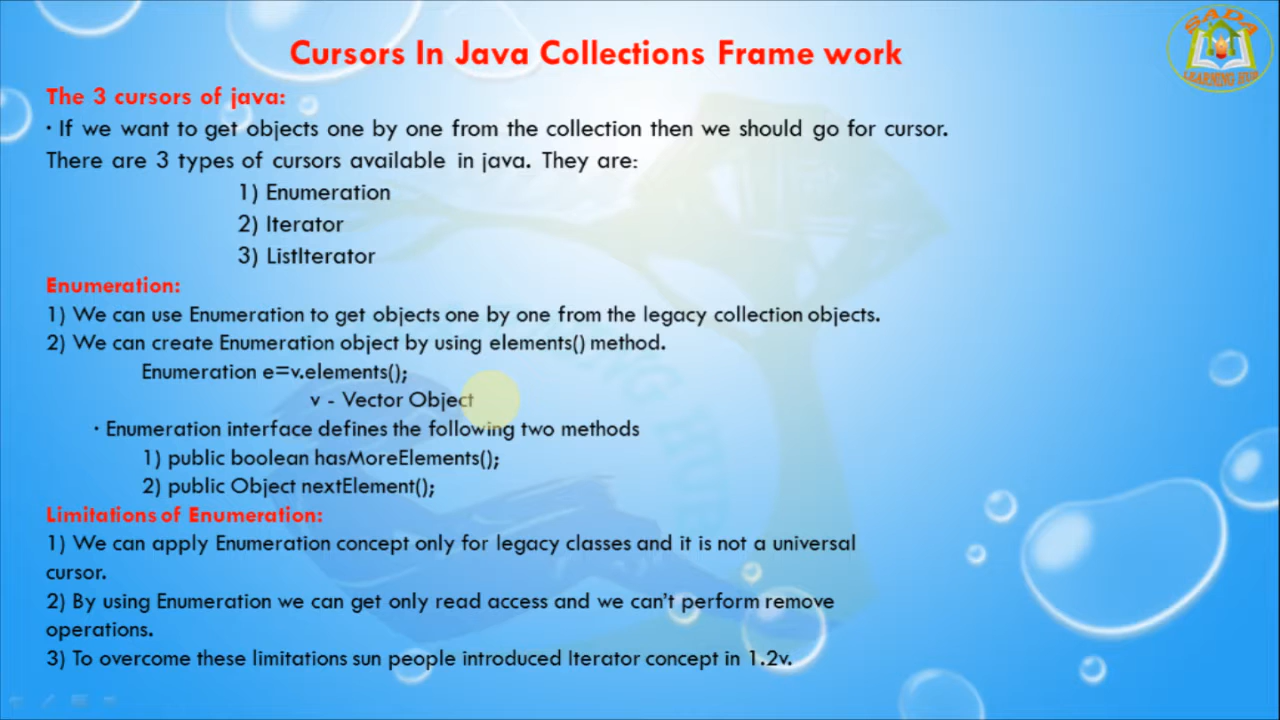 Cursors In Java Collections Frame work
SADA
LEARNING HUB
The 3 cursors of java:
· If we want to get objects one by one from the collection then we should go for cursor.
There are 3 types of cursors available in java. They are:
1) Enumeration
2) Iterator
3) ListIterator
Enumeration:
1) We can use Enumeration to get objects one by one from the legacy collection objects.
2) We can create Enumeration object by using elements() method.
Enumeration e=v.elements();
v - Vector Object
· Enumeration interface defines the following two methods
1) public boolean hasMoreElements();
2) public Object nextElement();
Limitations of Enumeration:
1) We can apply Enumeration concept only for legacy classes and it is not a universal
cursor.
2) By using Enumeration we can get only read access and we can't perform remove
operations.
3) To overcome these limitations sun people introduced Iterator concept in 1.2v.